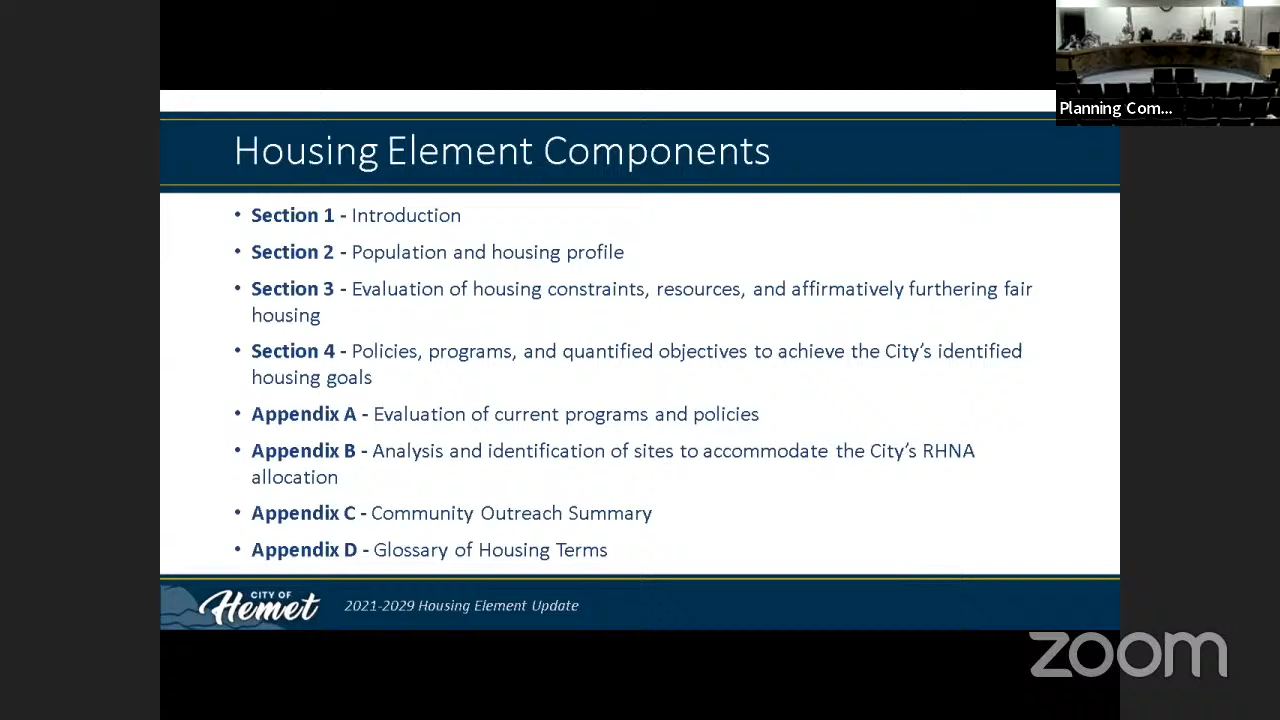 Planning Com...
Housing Element Components
• Section 1 - Introduction
• Section 2 - Population and housing profile
• Section 3 - Evaluation of housing constraints, resources, and affirmatively furthering fair
housing
• Section 4 - Policies, programs, and quantified objectives to achieve the City's identified
housing goals
• Appendix A - Evaluation of current programs and policies
• Appendix B - Analysis and identification of sites to accommodate the City's RHNA
allocation
• Appendix C - Community Outreach Summary
• Appendix D - Glossary of Housing Terms
CITY OF
Hemet
2021-2029 Housing Element Update
zoom